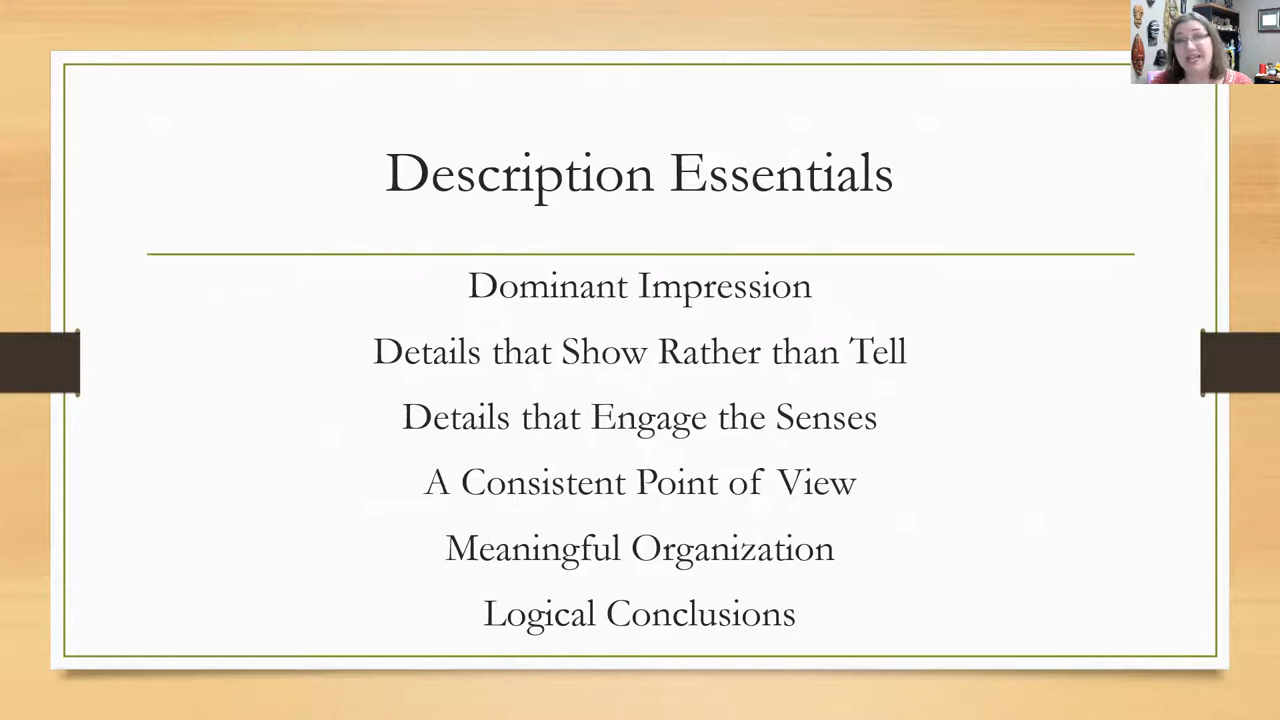 Description Essentials
Dominant Impression
Details that Show Rather than Tell
Details that Engage the Senses
A Consistent Point of View
Meaningful Organization
Logical Conclusions